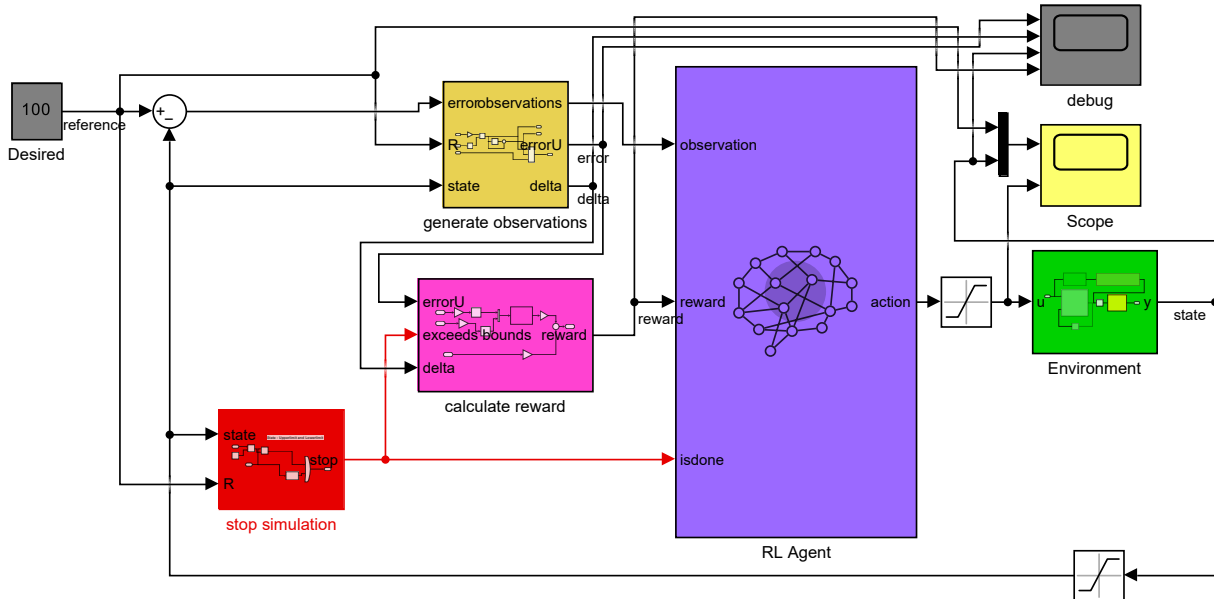 100
reference
Desired
+
−
error
observations
R
errorU
error
state
delta
delta
generate observations
debug
Scope
observation
reward
action
isdone
RL Agent
errorU
exceeds bounds
reward
reward
delta
calculate reward
u
y
state
Environment
state
stop
R
stop simulation